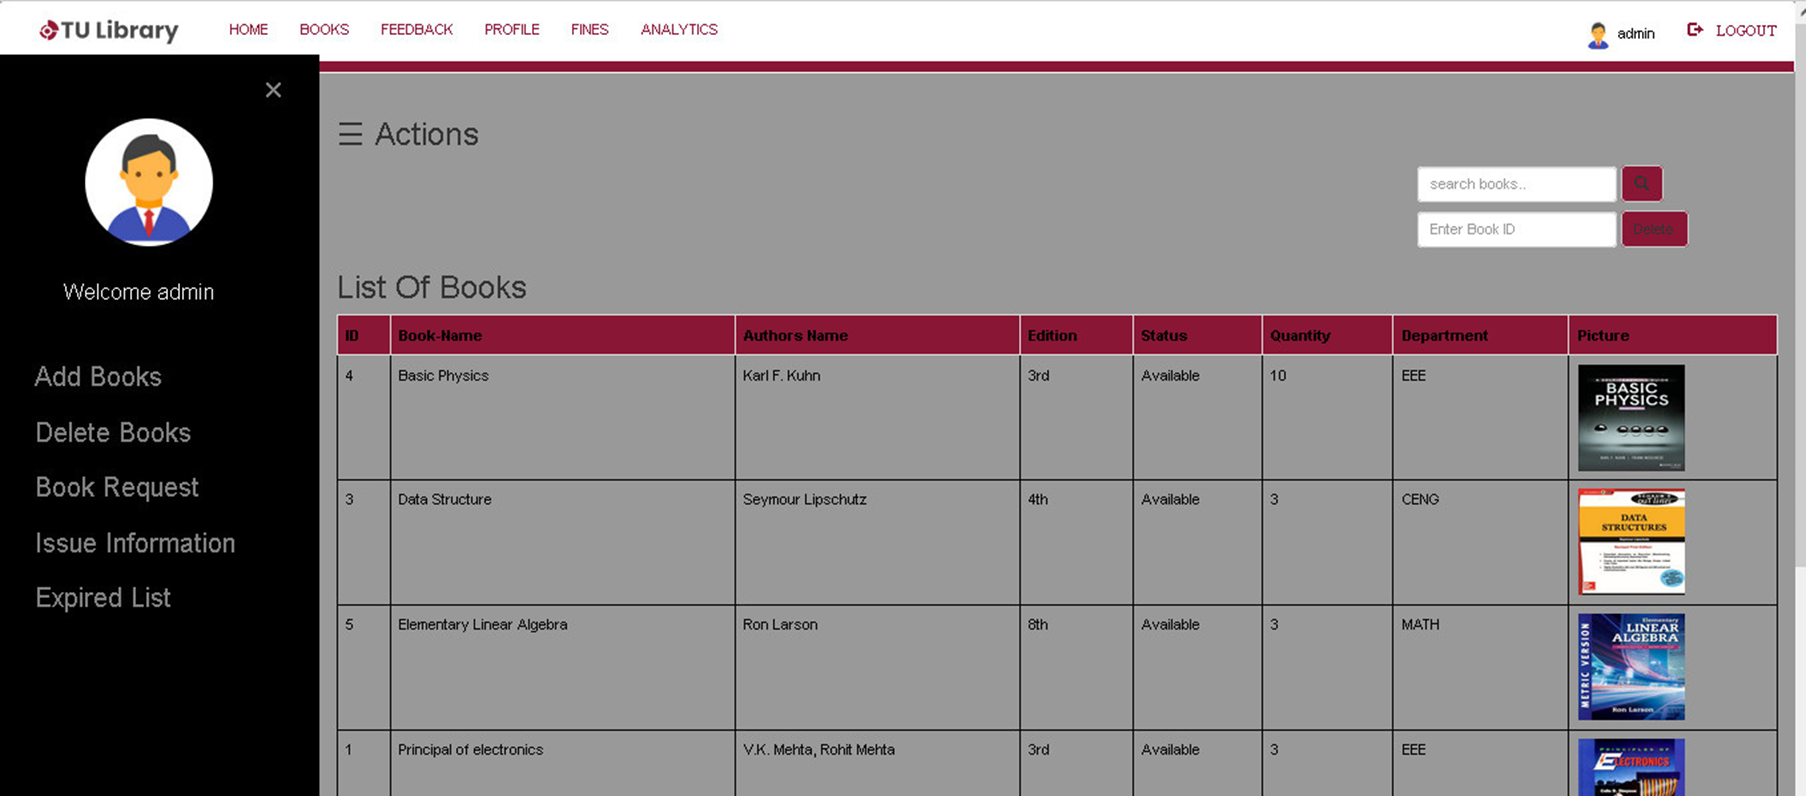 TU Library HOME BOOKS FEEDBACK PROFILE FINES ANALYTICS admin LOGOUT
×
Welcome admin
Add Books
Delete Books
Book Request
Issue Information
Expired List
☰ Actions
search books..
Enter Book ID Delete
List Of Books
ID Book-Name Authors Name Edition Status Quantity Department Picture
4 Basic Physics Karl F. Kuhn 3rd Available 10 EEE
BASIC
PHYSICS
3 Data Structure Seymour Lipschutz 4th Available 3 CENG
DATA
STRUCTURES
5 Elementary Linear Algebra Ron Larson 8th Available 3 MATH
METRIC VERSION
Elementary
LINEAR
ALGEBRA
Ron Larson
1 Principal of electronics V.K. Mehta, Rohit Mehta 3rd Available 3 EEE
PRINCIPLES OF
ELECTRONICS